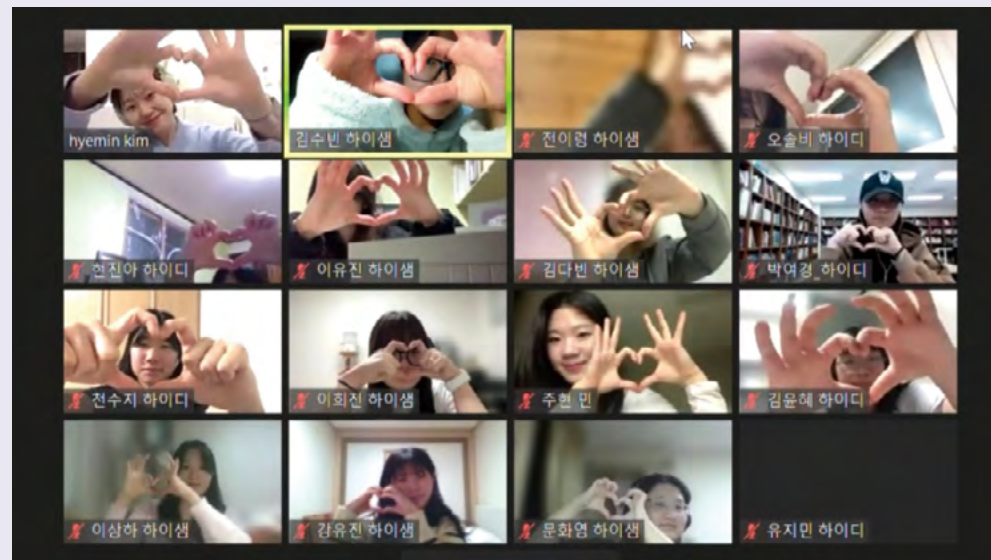 hyemin kim
김수빈 하이샘
전이령 하이샘
오솔비 하이디
현진아 하이디
이유진 하이샘
김다빈 하이샘
박여경_하이디
전수지 하이디
이희진 하이샘
주현 민
김윤혜 하이디
이상하 하이샘
강유진 하이샘
문화영 하이샘
유지민 하이디